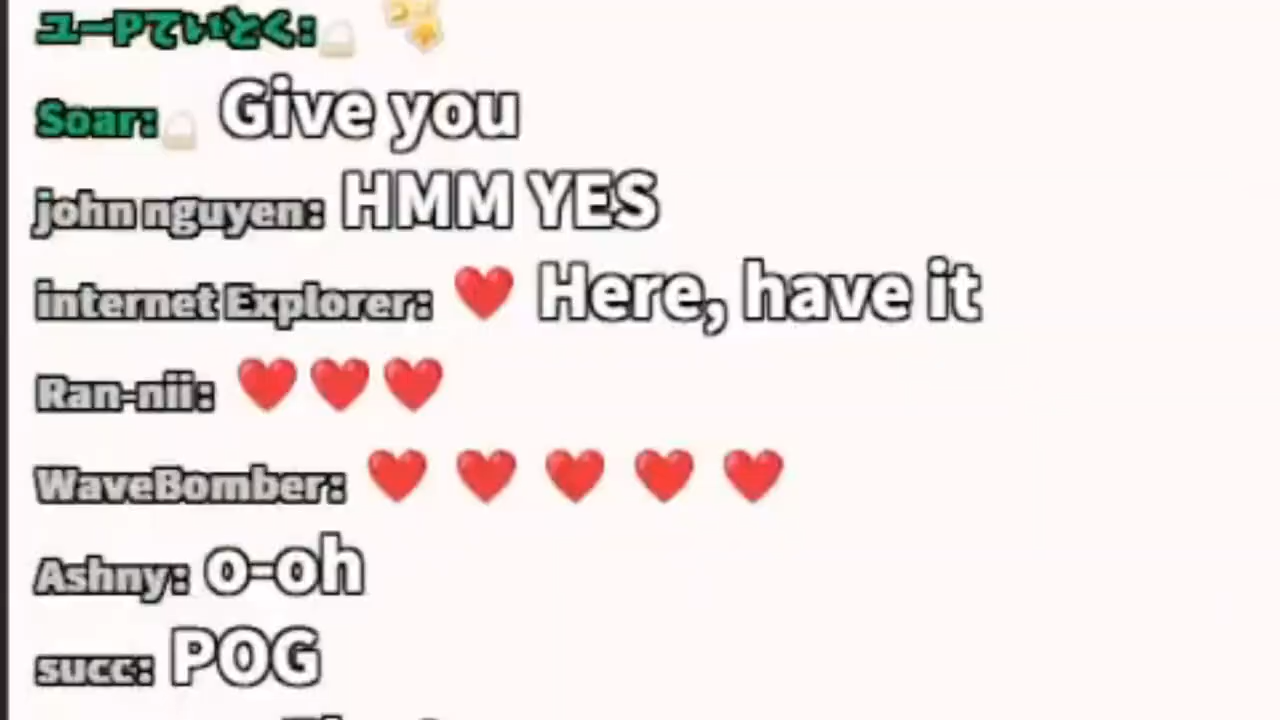 ユーPていとく:
Soar: Give you
john nguyen: HMM YES
internet Explorer: ❤️ Here, have it
Ran-nii: ❤️❤️❤️
WaveBomber: ❤️ ❤️ ❤️ ❤️ ❤️
Ashny: o-oh
succ: POG